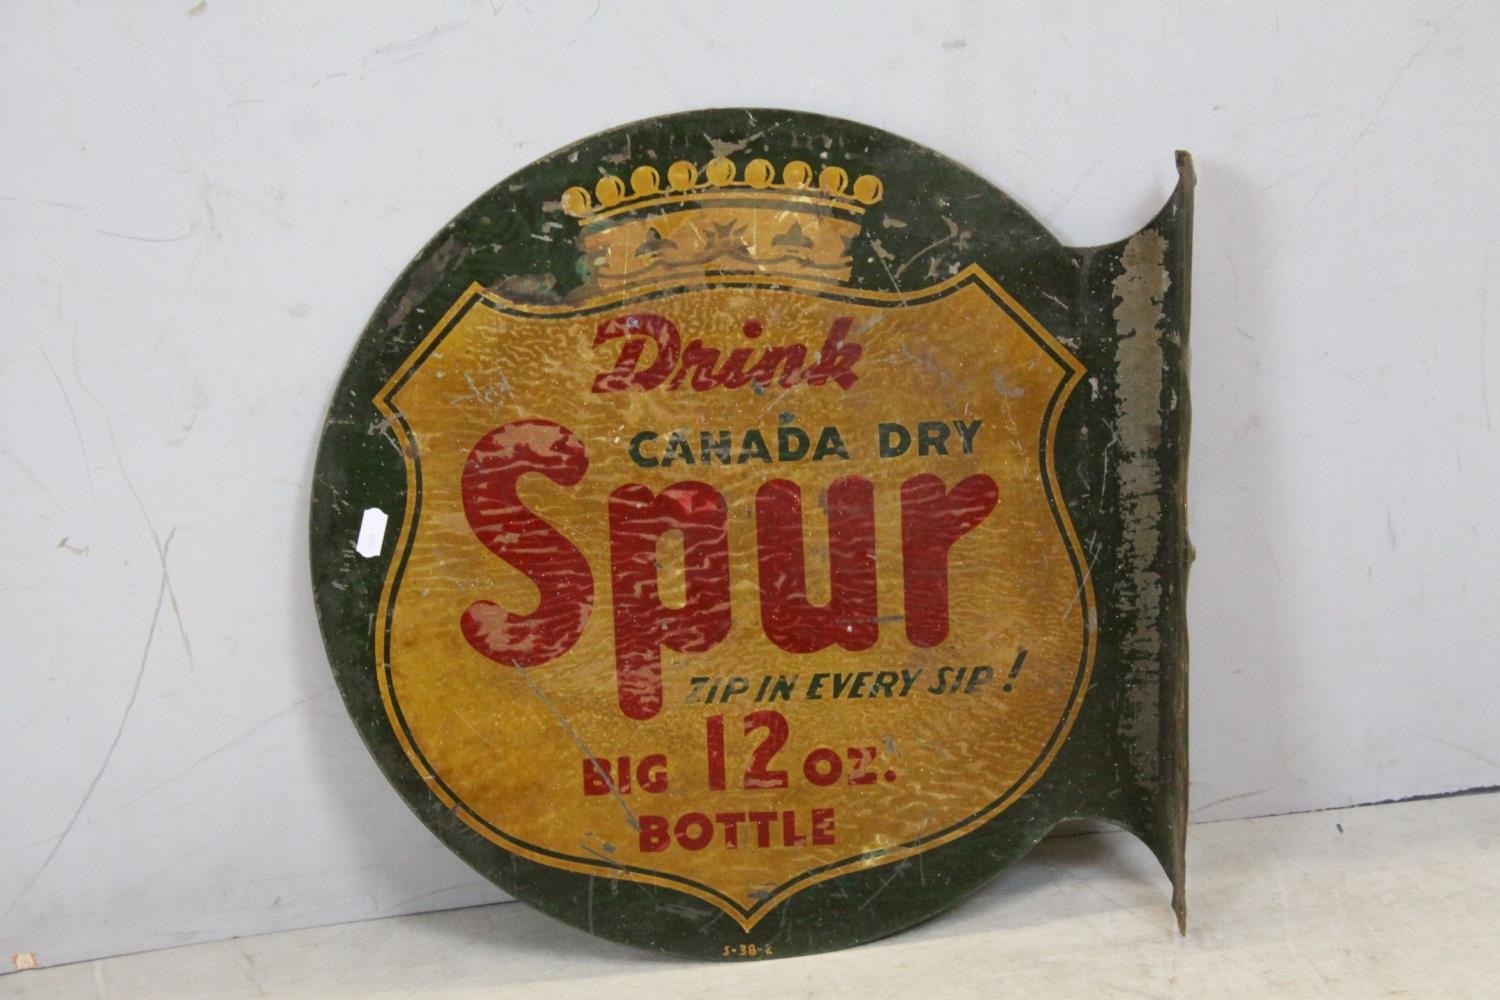 Drink
CANADA DRY
Spur
"ZIP IN EVERY SIP!
BIG 12 OZ.
BOTTLE
S-38-2